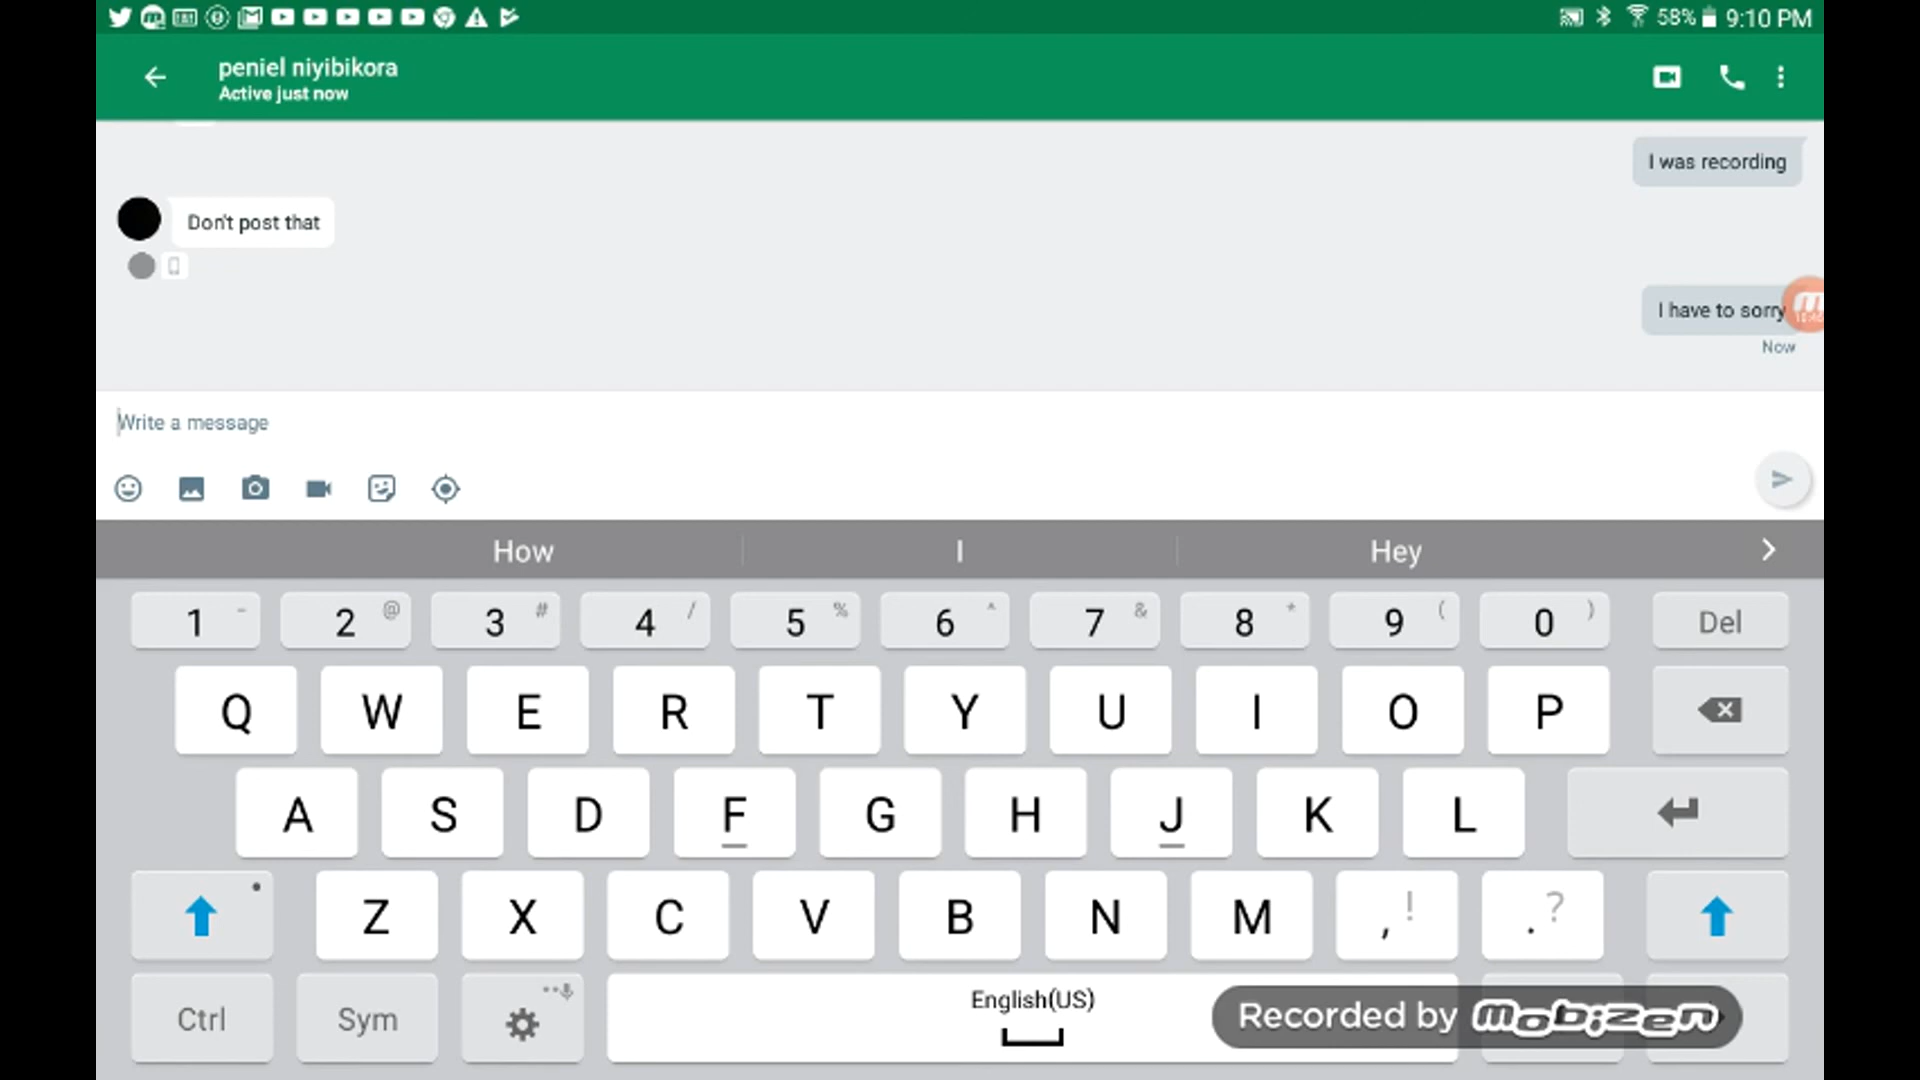 58% 9:10 PM
peniel niyibikora
Active just now
I was recording
Don't post that
I have to sorry
Now
Write a message
How I Hey
1 - 2 @ 3 # 4 / 5 % 6 ^ 7 & 8 * 9 ( 0 ) Del
Q W E R T Y U I O P
A S D F G H J K L
Z X C V B N M , ! . ?
Ctrl Sym English(US)
Recorded by mobizen